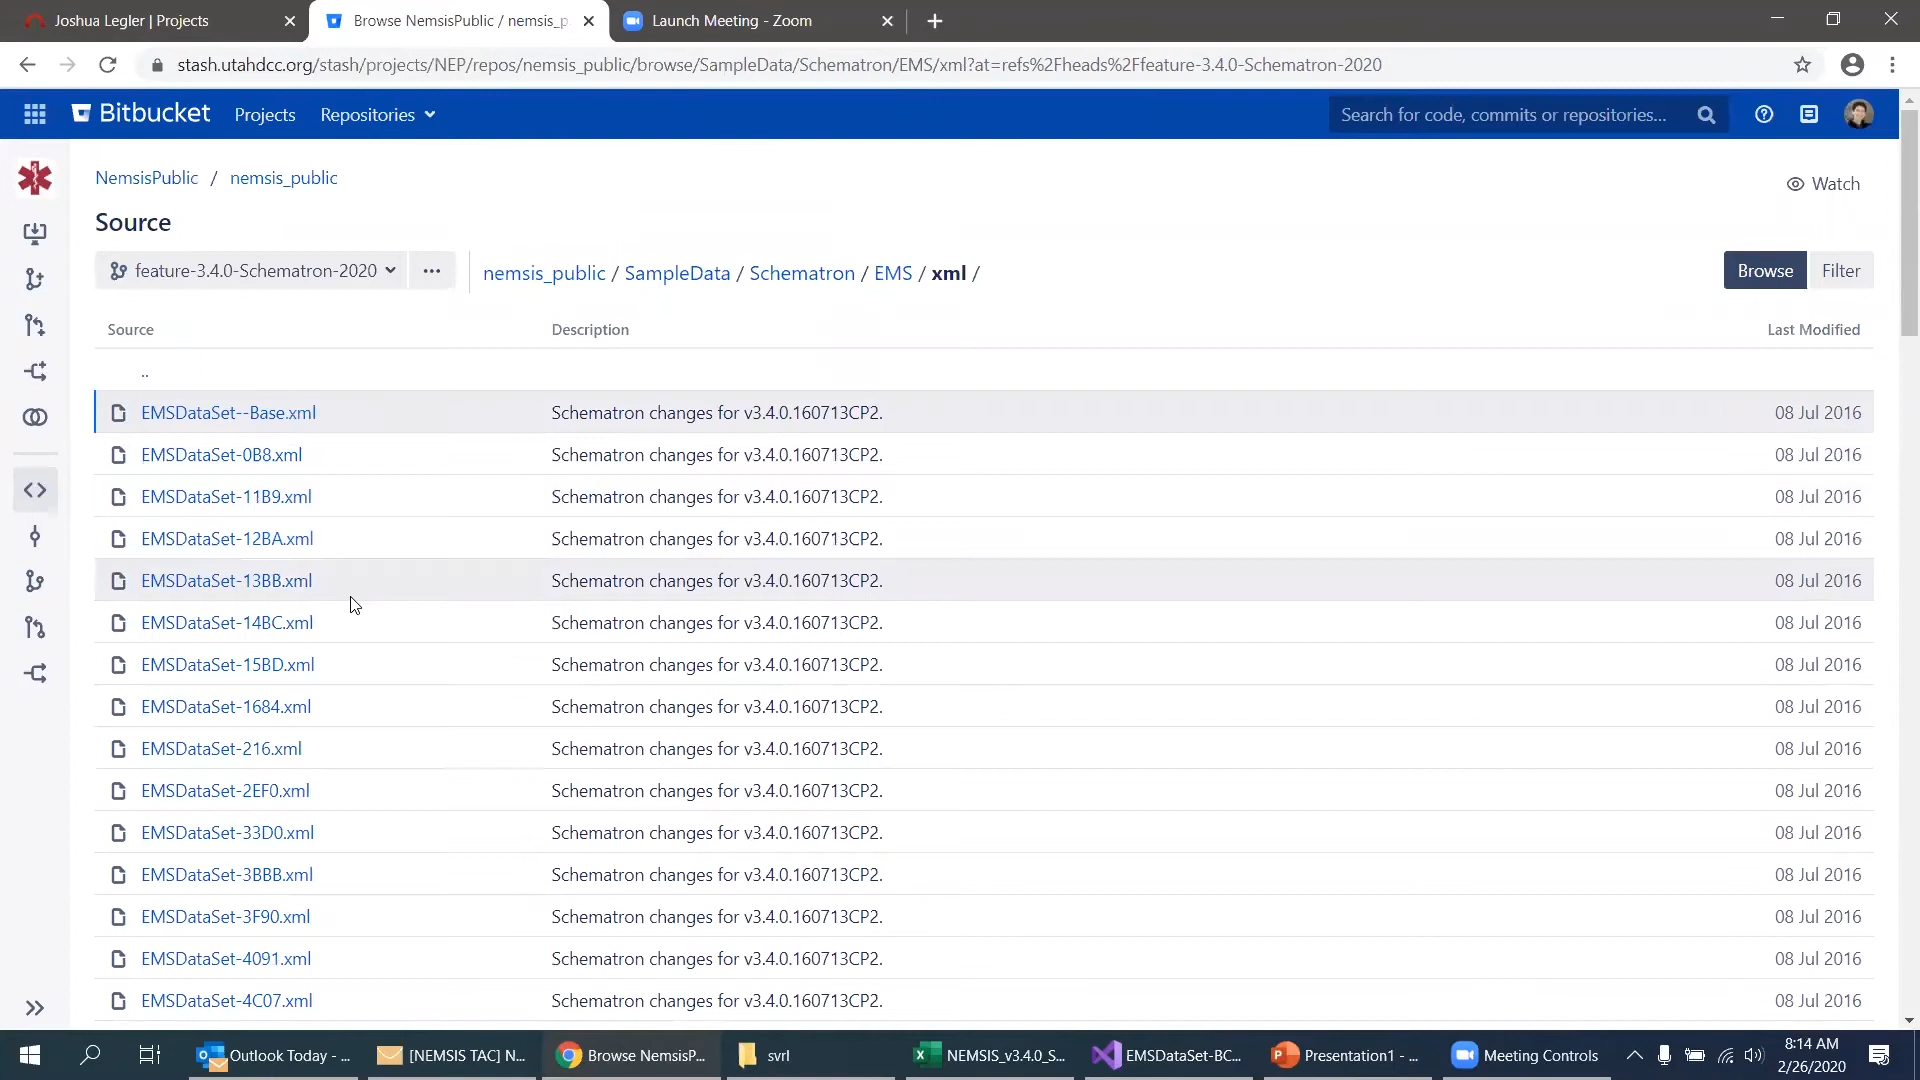 Joshua Legler | Projects
Browse NemsisPublic / nemsis_p
Launch Meeting - Zoom
stash.utahdcc.org/stash/projects/NEP/repos/nemsis_public/browse/SampleData/Schematron/EMS/xml?at=refs%2Fheads%2Ffeature-3.4.0-Schematron-2020
Bitbucket
Projects
Repositories
Search for code, commits or repositories...
NemsisPublic / nemsis_public
Watch
Source
feature-3.4.0-Schematron-2020
nemsis_public / SampleData / Schematron / EMS / xml /
Browse
Filter
Source Description Last Modified
..
EMSDataSet--Base.xml Schematron changes for v3.4.0.160713CP2. 08 Jul 2016
EMSDataSet-0B8.xml Schematron changes for v3.4.0.160713CP2. 08 Jul 2016
EMSDataSet-11B9.xml Schematron changes for v3.4.0.160713CP2. 08 Jul 2016
EMSDataSet-12BA.xml Schematron changes for v3.4.0.160713CP2. 08 Jul 2016
EMSDataSet-13BB.xml Schematron changes for v3.4.0.160713CP2. 08 Jul 2016
EMSDataSet-14BC.xml Schematron changes for v3.4.0.160713CP2. 08 Jul 2016
EMSDataSet-15BD.xml Schematron changes for v3.4.0.160713CP2. 08 Jul 2016
EMSDataSet-1684.xml Schematron changes for v3.4.0.160713CP2. 08 Jul 2016
EMSDataSet-216.xml Schematron changes for v3.4.0.160713CP2. 08 Jul 2016
EMSDataSet-2EF0.xml Schematron changes for v3.4.0.160713CP2. 08 Jul 2016
EMSDataSet-33D0.xml Schematron changes for v3.4.0.160713CP2. 08 Jul 2016
EMSDataSet-3BBB.xml Schematron changes for v3.4.0.160713CP2. 08 Jul 2016
EMSDataSet-3F90.xml Schematron changes for v3.4.0.160713CP2. 08 Jul 2016
EMSDataSet-4091.xml Schematron changes for v3.4.0.160713CP2. 08 Jul 2016
EMSDataSet-4C07.xml Schematron changes for v3.4.0.160713CP2. 08 Jul 2016
Outlook Today - ...
[NEMSIS TAC] N...
Browse NemsisP...
svrl
NEMSIS_v3.4.0_S...
EMSDataSet-BC...
Presentation1 - ...
Meeting Controls
8:14 AM
2/26/2020